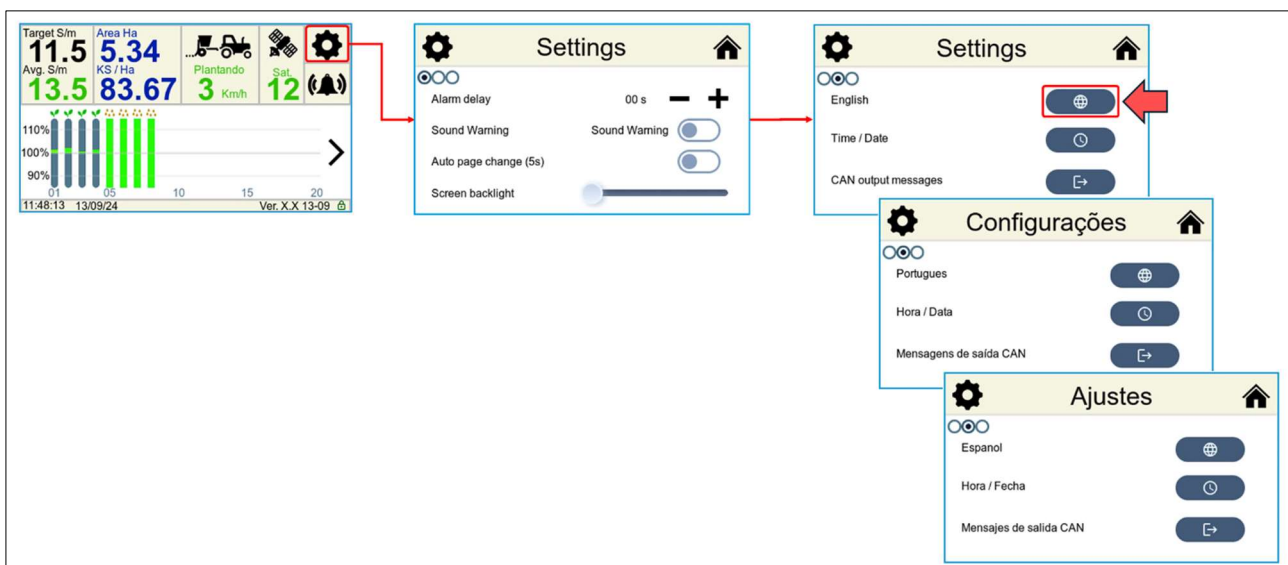 Target S/m
11.5
Area Ha
5.34
Avg. S/m
13.5
KS / Ha
83.67
Plantando
3 Km/h
Sat.
12
110%
100%
90%
01 05 10 15 20
11:48:13 13/09/24 Ver. X.X 13-09
Settings
Alarm delay 00 s
Sound Warning Sound Warning
Auto page change (5s)
Screen backlight
Settings
English
Time / Date
CAN output messages
Configurações
Portugues
Hora / Data
Mensagens de saída CAN
Ajustes
Espanol
Hora / Fecha
Mensajes de salida CAN